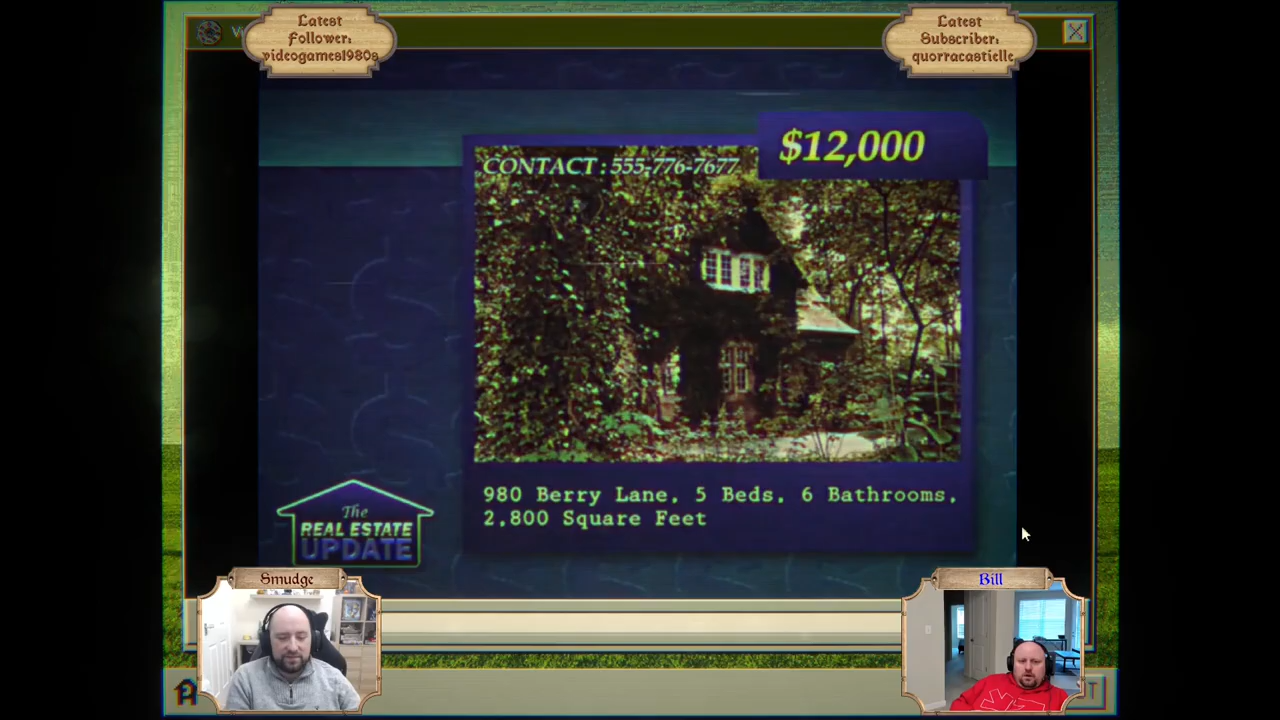 Latest
Follower:
videogames1980s
Latest
Subscriber:
quorracastielle
$12,000
CONTACT : 555-776-7677
980 Berry Lane, 5 Beds, 6 Bathrooms,
2,800 Square Feet
The
REAL ESTATE
UPDATE
Smudge
Bill